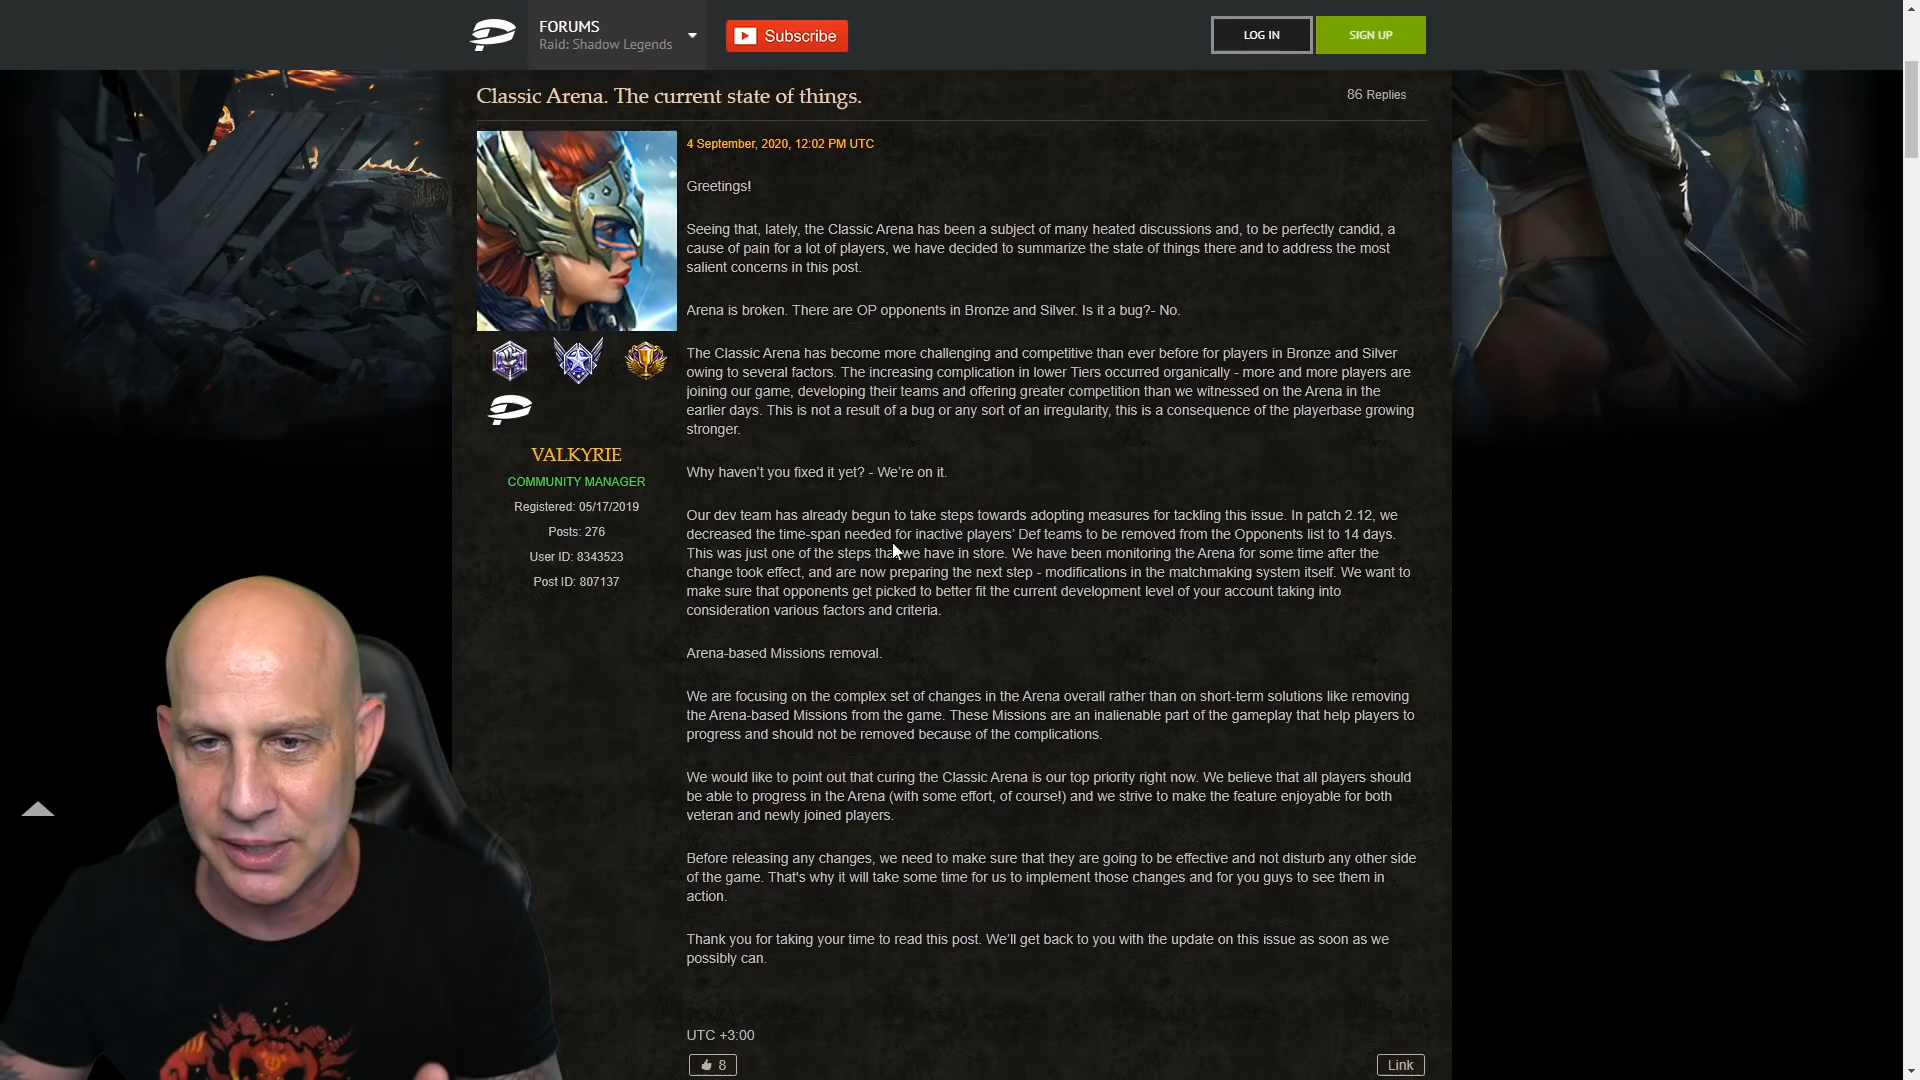 FORUMS
Raid: Shadow Legends
Subscribe
LOG IN
SIGN UP
Classic Arena. The current state of things.
86 Replies
4 September, 2020, 12:02 PM UTC
Greetings!
Seeing that, lately, the Classic Arena has been a subject of many heated discussions and, to be perfectly candid, a
cause of pain for a lot of players, we have decided to summarize the state of things there and to address the most
salient concerns in this post.
Arena is broken. There are OP opponents in Bronze and Silver. Is it a bug?- No.
The Classic Arena has become more challenging and competitive than ever before for players in Bronze and Silver
owing to several factors. The increasing complication in lower Tiers occurred organically - more and more players are
joining our game, developing their teams and offering greater competition than we witnessed on the Arena in the
earlier days. This is not a result of a bug or any sort of an irregularity, this is a consequence of the playerbase growing
stronger.
VALKYRIE
COMMUNITY MANAGER
Registered: 05/17/2019
Posts: 276
User ID: 8343523
Post ID: 807137
Why haven’t you fixed it yet? - We’re on it.
Our dev team has already begun to take steps towards adopting measures for tackling this issue. In patch 2.12, we
decreased the time-span needed for inactive players’ Def teams to be removed from the Opponents list to 14 days.
This was just one of the steps that we have in store. We have been monitoring the Arena for some time after the
change took effect, and are now preparing the next step - modifications in the matchmaking system itself. We want to
make sure that opponents get picked to better fit the current development level of your account taking into
consideration various factors and criteria.
Arena-based Missions removal.
We are focusing on the complex set of changes in the Arena overall rather than on short-term solutions like removing
the Arena-based Missions from the game. These Missions are an inalienable part of the gameplay that help players to
progress and should not be removed because of the complications.
We would like to point out that curing the Classic Arena is our top priority right now. We believe that all players should
be able to progress in the Arena (with some effort, of course!) and we strive to make the feature enjoyable for both
veteran and newly joined players.
Before releasing any changes, we need to make sure that they are going to be effective and not disturb any other side
of the game. That's why it will take some time for us to implement those changes and for you guys to see them in
action.
Thank you for taking your time to read this post. We’ll get back to you with the update on this issue as soon as we
possibly can.
UTC +3:00
8
Link